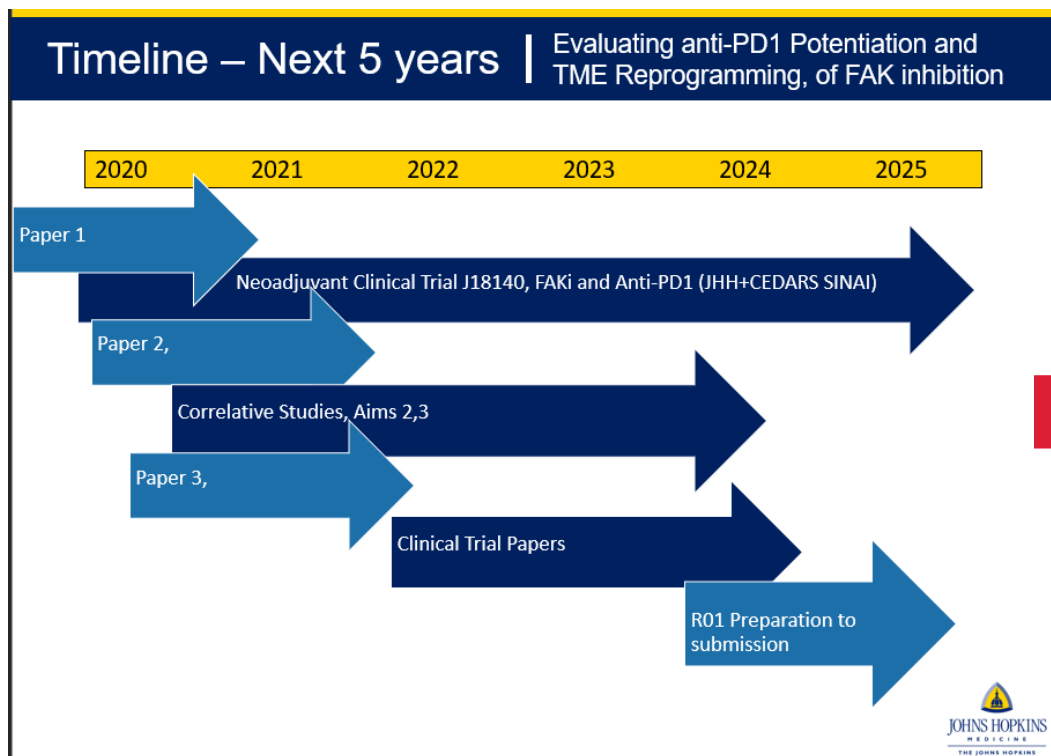 Timeline – Next 5 years
Evaluating anti-PD1 Potentiation and
TME Reprogramming, of FAK inhibition
2020 2021 2022 2023 2024 2025
Paper 1
Neoadjuvant Clinical Trial J18140, FAKi and Anti-PD1 (JHH+CEDARS SINAI)
Paper 2,
Correlative Studies, Aims 2,3
Paper 3,
Clinical Trial Papers
R01 Preparation to
submission
JOHNS HOPKINS
MEDICINE
THE JOHNS HOPKINS